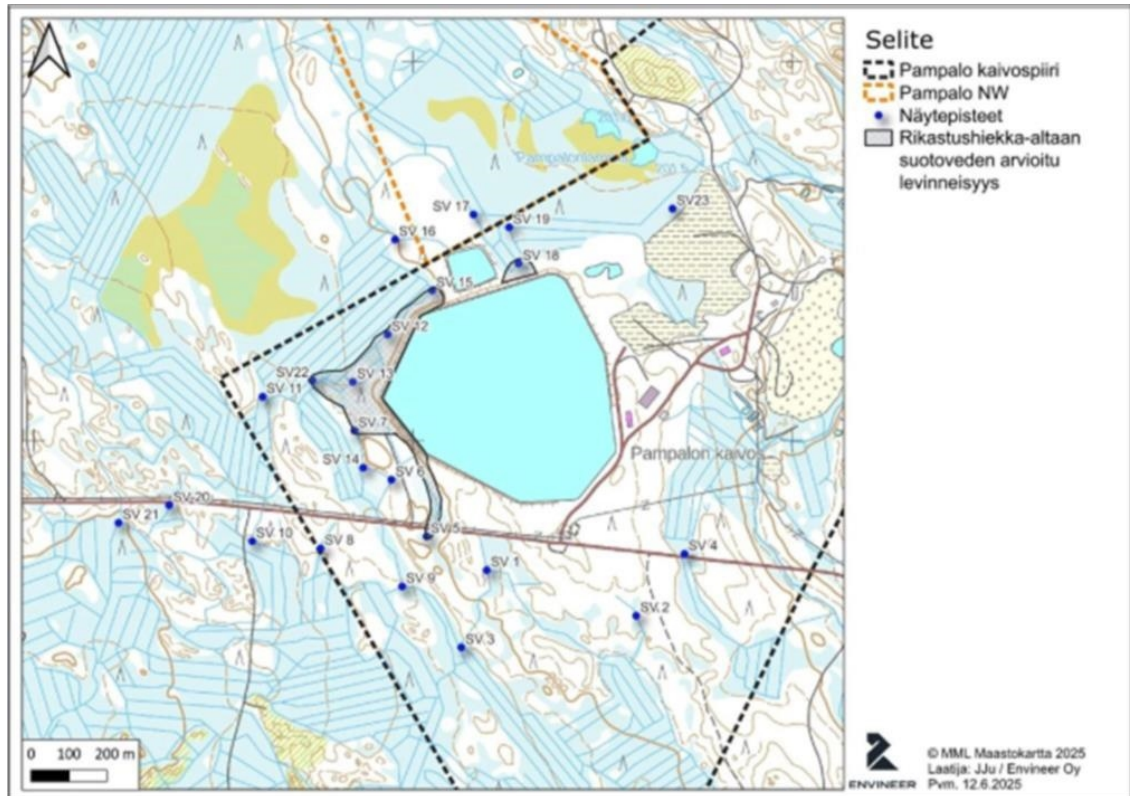 Selite
Pampalo kaivospiiri
Pampalo NW
Näytepisteet
Rikastushiekka-altaan
suotoveden arvioitu
levinneisyys
SV 17
SV23
SV 19
SV 16
SV 18
SV 15
SV 12
SV22
SV 13
SV 11
SV 7
Pampalon kaivos
SV 14
SV 6
SV 20
SV 21
SV 5
SV 10
SV 8
SV 4
SV 1
SV 9
SV 2
SV 3
0 100 200 m
ENVINEER
© MML Maastokartta 2025
Laatija: JJu / Envineer Oy
Pvm. 12.6.2025